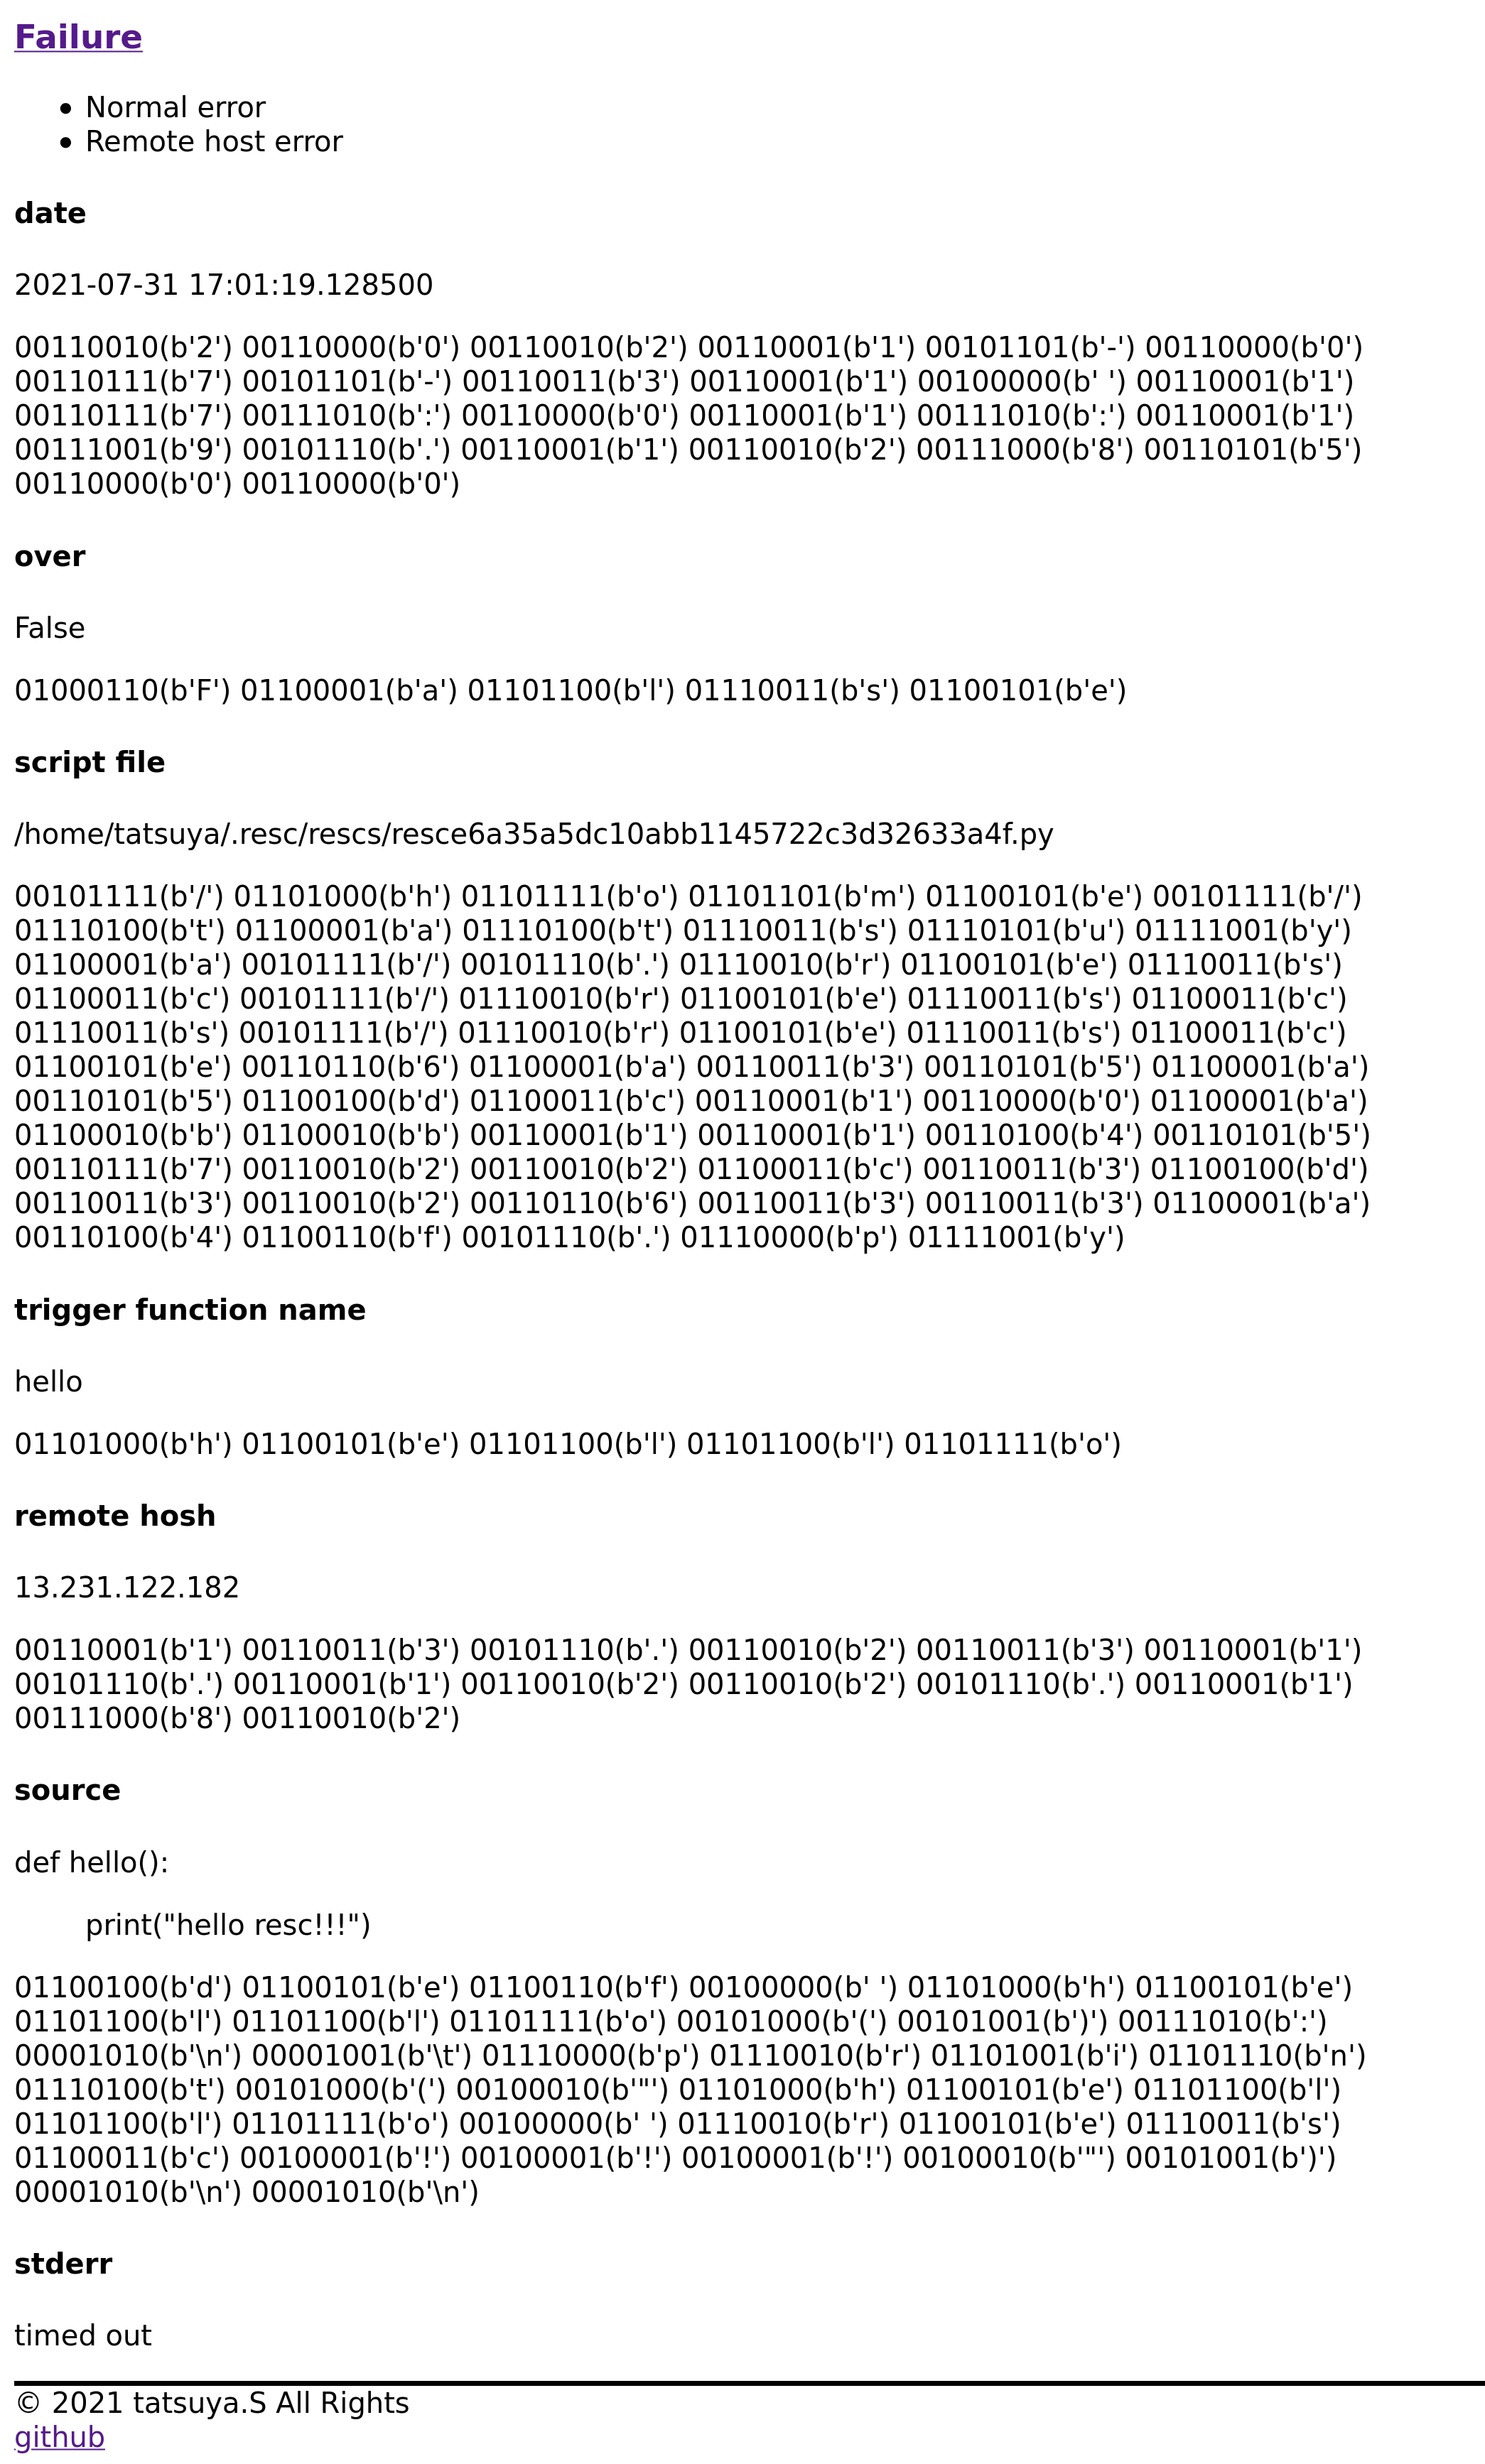 Failure
Normal error
Remote host error
date
2021-07-31 17:01:19.128500
00110010(b'2') 00110000(b'0') 00110010(b'2') 00110001(b'1') 00101101(b'-') 00110000(b'0')
00110111(b'7') 00101101(b'-') 00110011(b'3') 00110001(b'1') 00100000(b' ') 00110001(b'1')
00110111(b'7') 00111010(b':') 00110000(b'0') 00110001(b'1') 00111010(b':') 00110001(b'1')
00111001(b'9') 00101110(b'.') 00110001(b'1') 00110010(b'2') 00111000(b'8') 00110101(b'5')
00110000(b'0') 00110000(b'0')
over
False
01000110(b'F') 01100001(b'a') 01101100(b'l') 01110011(b's') 01100101(b'e')
script file
/home/tatsuya/.resc/rescs/resce6a35a5dc10abb1145722c3d32633a4f.py
00101111(b'/') 01101000(b'h') 01101111(b'o') 01101101(b'm') 01100101(b'e') 00101111(b'/')
01110100(b't') 01100001(b'a') 01110100(b't') 01110011(b's') 01110101(b'u') 01111001(b'y')
01100001(b'a') 00101111(b'/') 00101110(b'.') 01110010(b'r') 01100101(b'e') 01110011(b's')
01100011(b'c') 00101111(b'/') 01110010(b'r') 01100101(b'e') 01110011(b's') 01100011(b'c')
01110011(b's') 00101111(b'/') 01110010(b'r') 01100101(b'e') 01110011(b's') 01100011(b'c')
01100101(b'e') 00110110(b'6') 01100001(b'a') 00110011(b'3') 00110101(b'5') 01100001(b'a')
00110101(b'5') 01100100(b'd') 01100011(b'c') 00110001(b'1') 00110000(b'0') 01100001(b'a')
01100010(b'b') 01100010(b'b') 00110001(b'1') 00110001(b'1') 00110100(b'4') 00110101(b'5')
00110111(b'7') 00110010(b'2') 00110010(b'2') 01100011(b'c') 00110011(b'3') 01100100(b'd')
00110011(b'3') 00110010(b'2') 00110110(b'6') 00110011(b'3') 00110011(b'3') 01100001(b'a')
00110100(b'4') 01100110(b'f') 00101110(b'.') 01110000(b'p') 01111001(b'y')
trigger function name
hello
01101000(b'h') 01100101(b'e') 01101100(b'l') 01101100(b'l') 01101111(b'o')
remote hosh
13.231.122.182
00110001(b'1') 00110011(b'3') 00101110(b'.') 00110010(b'2') 00110011(b'3') 00110001(b'1')
00101110(b'.') 00110001(b'1') 00110010(b'2') 00110010(b'2') 00101110(b'.') 00110001(b'1')
00111000(b'8') 00110010(b'2')
source
def hello():
print("hello resc!!!")
01100100(b'd') 01100101(b'e') 01100110(b'f') 00100000(b' ') 01101000(b'h') 01100101(b'e')
01101100(b'l') 01101100(b'l') 01101111(b'o') 00101000(b'(') 00101001(b')') 00111010(b':')
00001010(b'\n') 00001001(b'\t') 01110000(b'p') 01110010(b'r') 01101001(b'i') 01101110(b'n')
01110100(b't') 00101000(b'(') 00100010(b'"') 01101000(b'h') 01100101(b'e') 01101100(b'l')
01101100(b'l') 01101111(b'o') 00100000(b' ') 01110010(b'r') 01100101(b'e') 01110011(b's')
01100011(b'c') 00100001(b'!') 00100001(b'!') 00100001(b'!') 00100010(b'"') 00101001(b')')
00001010(b'\n') 00001010(b'\n')
stderr
timed out
© 2021 tatsuya.S All Rights
github